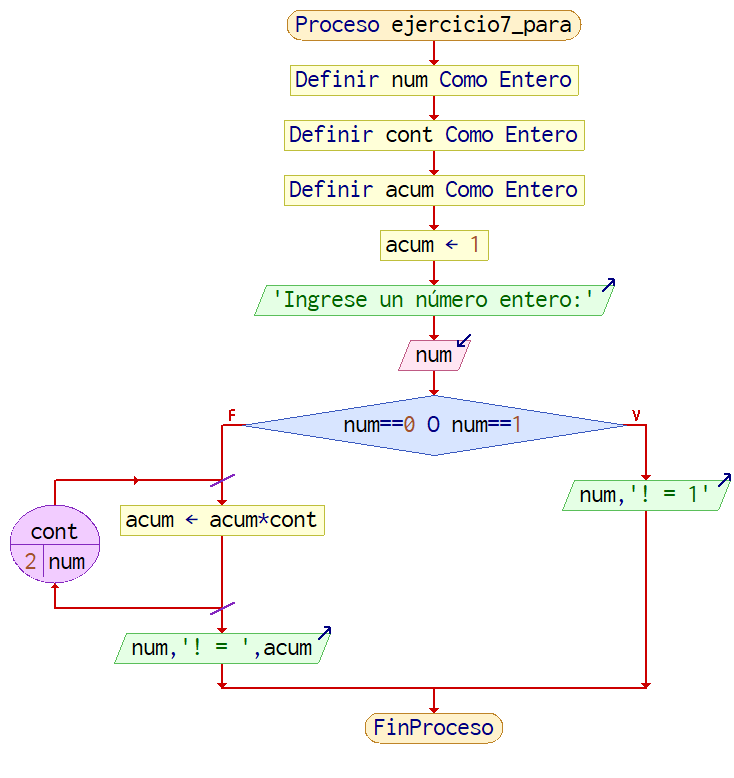 Proceso ejercicio7_para
Definir num Como Entero
Definir cont Como Entero
Definir acum Como Entero
acum ← 1
'Ingrese un número entero:'
num
F
num==0 O num==1
V
cont
2 num
acum ← acum*cont
num,'! = ',acum
num,'! = 1'
FinProceso